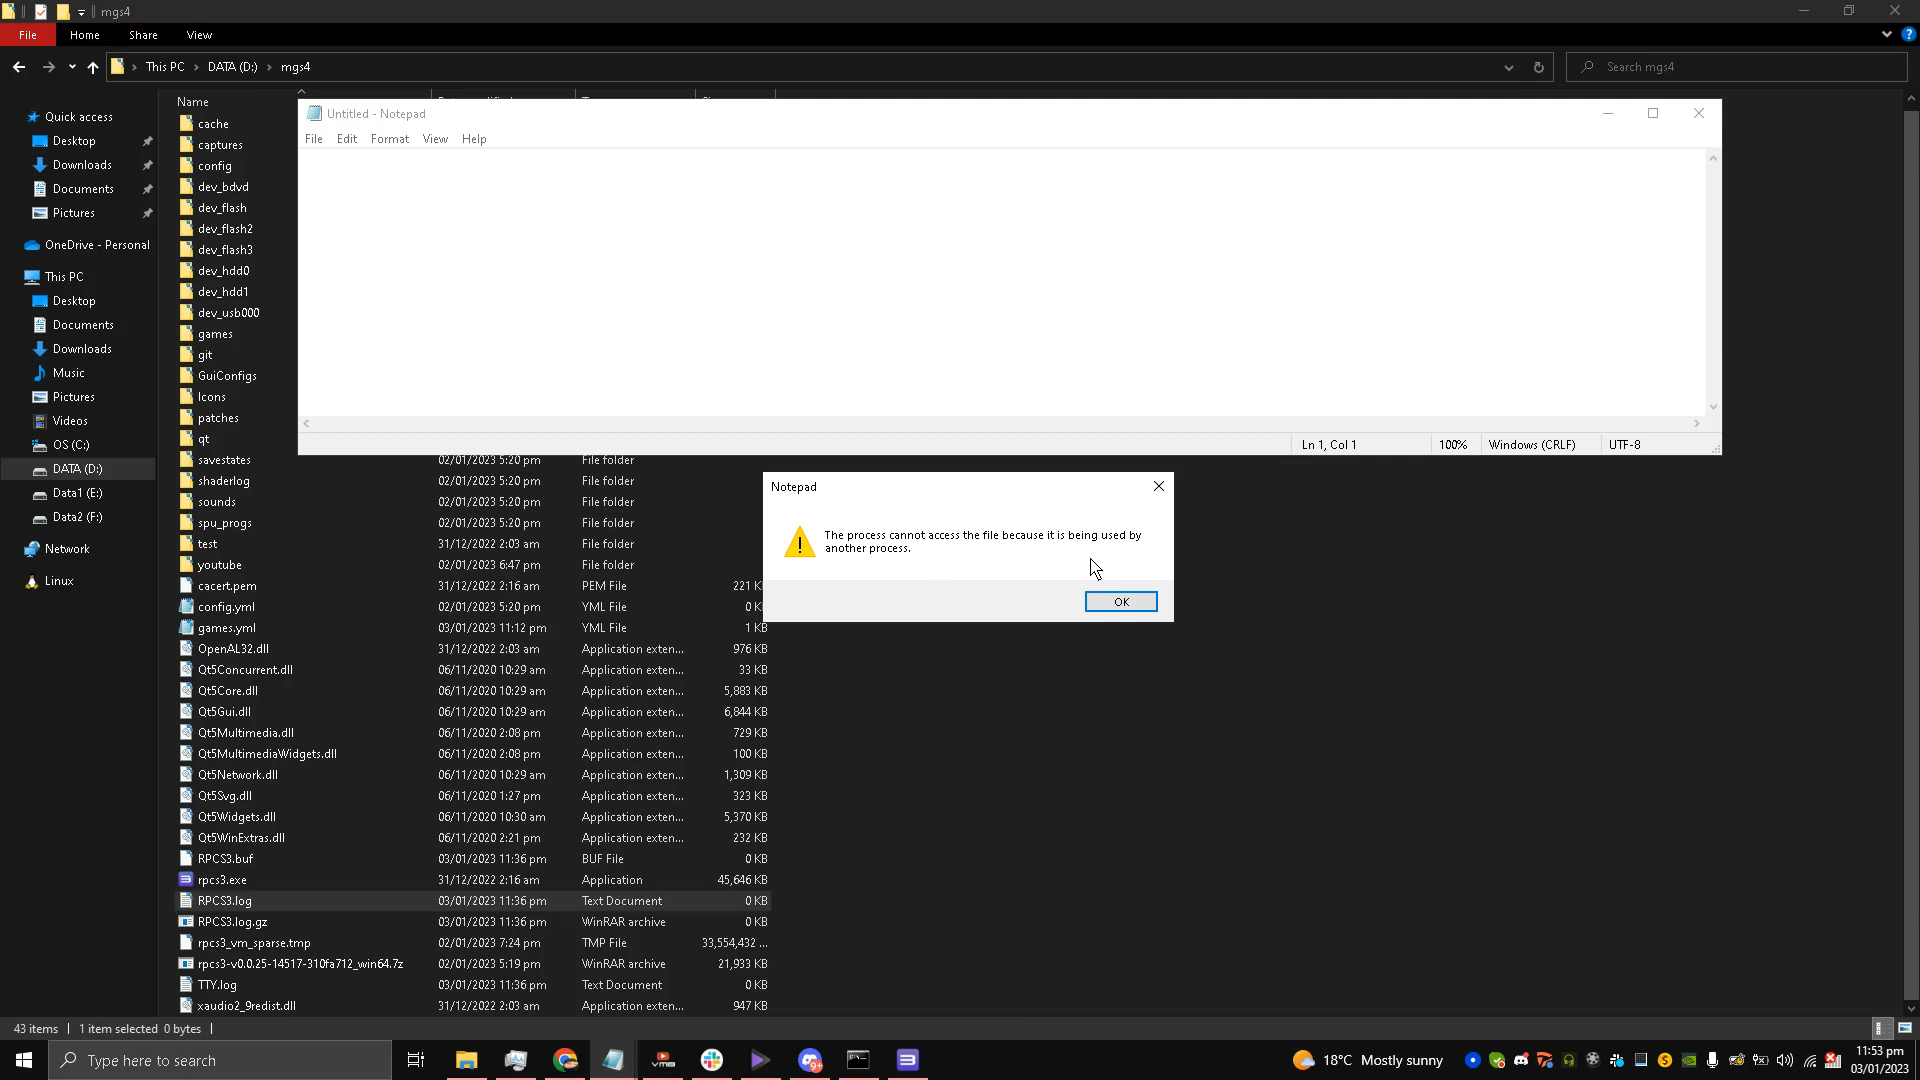 mgs4
File Home Share View
This PC DATA (D:) mgs4
Search mgs4
Quick access
Desktop
Downloads
Documents
Pictures
OneDrive - Personal
This PC
Desktop
Documents
Downloads
Music
Pictures
Videos
OS (C:)
DATA (D:)
Data1 (E:)
Data2 (F:)
Network
Linux
Name
cache
captures
config
dev_bdvd
dev_flash
dev_flash2
dev_flash3
dev_hdd0
dev_hdd1
dev_usb000
games
git
GuiConfigs
Icons
patches
qt
savestates 02/01/2023 5:20 pm File folder
shaderlog 02/01/2023 5:20 pm File folder
sounds 02/01/2023 5:20 pm File folder
spu_progs 02/01/2023 5:20 pm File folder
test 31/12/2022 2:03 am File folder
youtube 02/01/2023 6:47 pm File folder
cacert.pem 31/12/2022 2:16 am PEM File 221 K
config.yml 02/01/2023 5:20 pm YML File 0 K
games.yml 03/01/2023 11:12 pm YML File 1 KB
OpenAL32.dll 31/12/2022 2:03 am Application exten... 976 KB
Qt5Concurrent.dll 06/11/2020 10:29 am Application exten... 33 KB
Qt5Core.dll 06/11/2020 10:29 am Application exten... 5,883 KB
Qt5Gui.dll 06/11/2020 10:29 am Application exten... 6,844 KB
Qt5Multimedia.dll 06/11/2020 2:08 pm Application exten... 729 KB
Qt5MultimediaWidgets.dll 06/11/2020 2:08 pm Application exten... 100 KB
Qt5Network.dll 06/11/2020 10:29 am Application exten... 1,309 KB
Qt5Svg.dll 06/11/2020 1:27 pm Application exten... 323 KB
Qt5Widgets.dll 06/11/2020 10:30 am Application exten... 5,370 KB
Qt5WinExtras.dll 06/11/2020 2:21 pm Application exten... 232 KB
RPCS3.buf 03/01/2023 11:36 pm BUF File 0 KB
rpcs3.exe 31/12/2022 2:16 am Application 45,646 KB
RPCS3.log 03/01/2023 11:36 pm Text Document 0 KB
RPCS3.log.gz 03/01/2023 11:36 pm WinRAR archive 0 KB
rpcs3_vm_sparse.tmp 02/01/2023 7:24 pm TMP File 33,554,432 ...
rpcs3-v0.0.25-14517-310fa712_win64.7z 02/01/2023 5:19 pm WinRAR archive 21,933 KB
TTY.log 03/01/2023 11:36 pm Text Document 0 KB
xaudio2_9redist.dll 31/12/2022 2:03 am Application exten... 947 KB
Untitled - Notepad
File Edit Format View Help
Ln 1, Col 1 100% Windows (CRLF) UTF-8
Notepad
The process cannot access the file because it is being used by
another process.
OK
43 items 1 item selected 0 bytes
Type here to search
18°C Mostly sunny
11:53 pm
03/01/2023